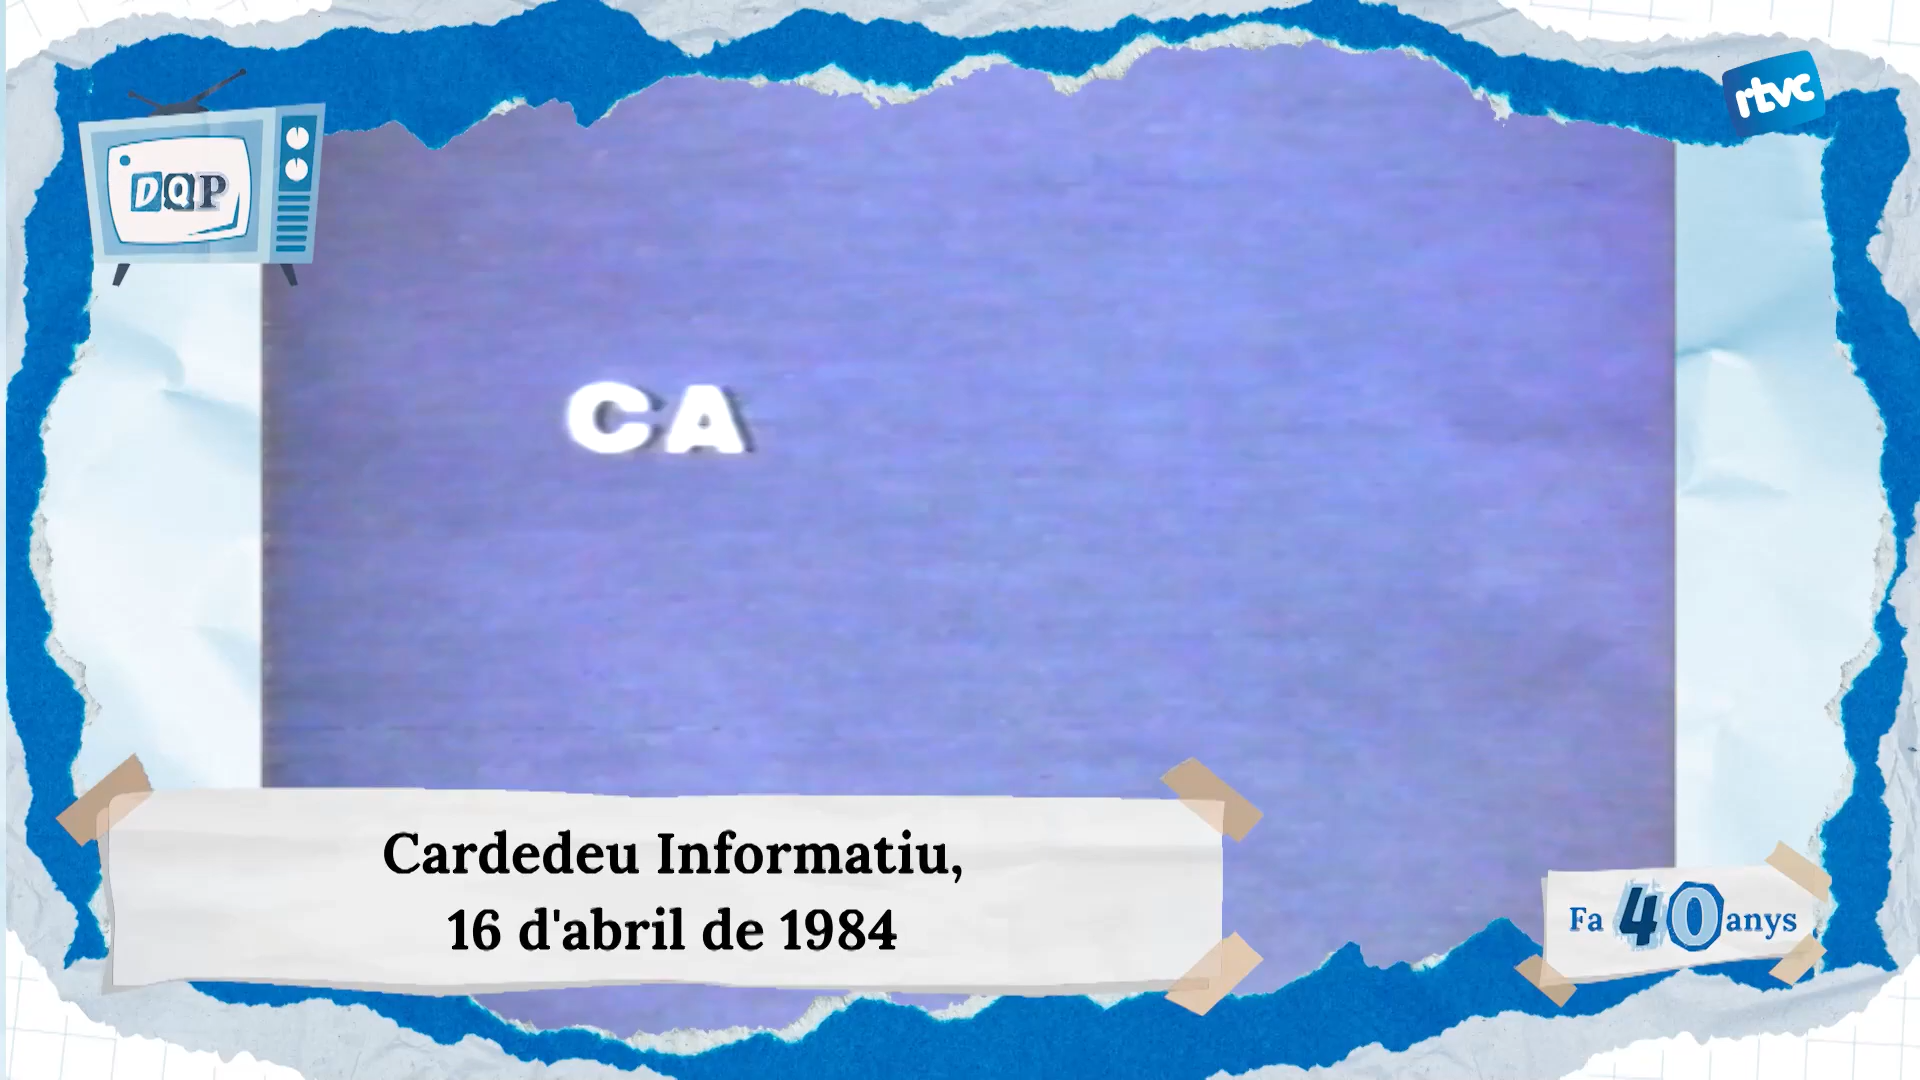 rtvc
DQP
CA
Cardedeu Informatiu,
16 d'abril de 1984
Fa 40 anys